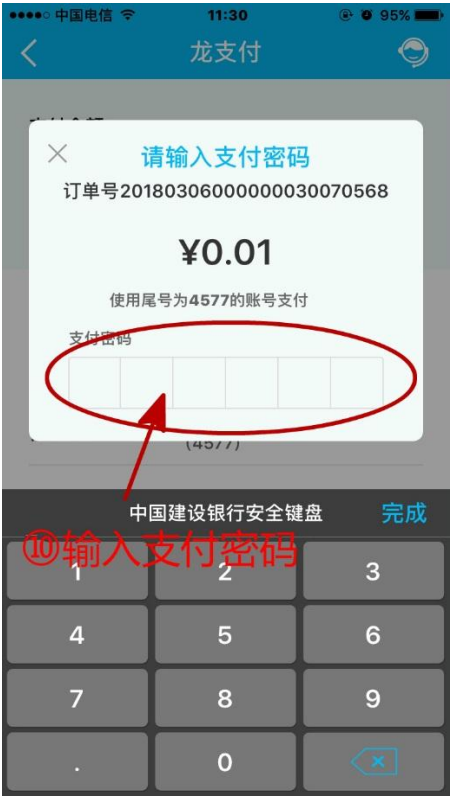 中国电信 11:30 95%
龙支付
请输入支付密码
订单号20180306000000030070568
¥0.01
使用尾号为4577的账号支付
支付密码
(4577)
中国建设银行安全键盘 完成
⑩输入支付密码
1 2 3
4 5 6
7 8 9
. 0